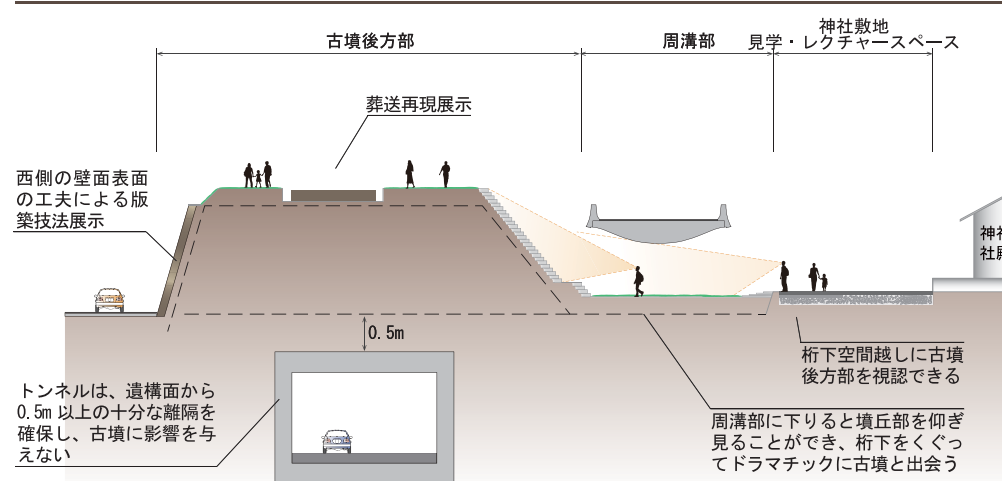 古墳後方部
周溝部
神社敷地
見学・レクチャースペース
葬送再現展示
西側の壁面表面
の工夫による版
築技法展示
神社
社殿
0.5m
桁下空間越しに古墳
後方部を視認できる
トンネルは、遺構面から
0.5m以上の十分な離隔を
確保し、古墳に影響を与
えない
周溝部に下りると墳丘部を仰ぎ
見ることができ、桁下をくぐっ
てドラマチックに古墳と出会う